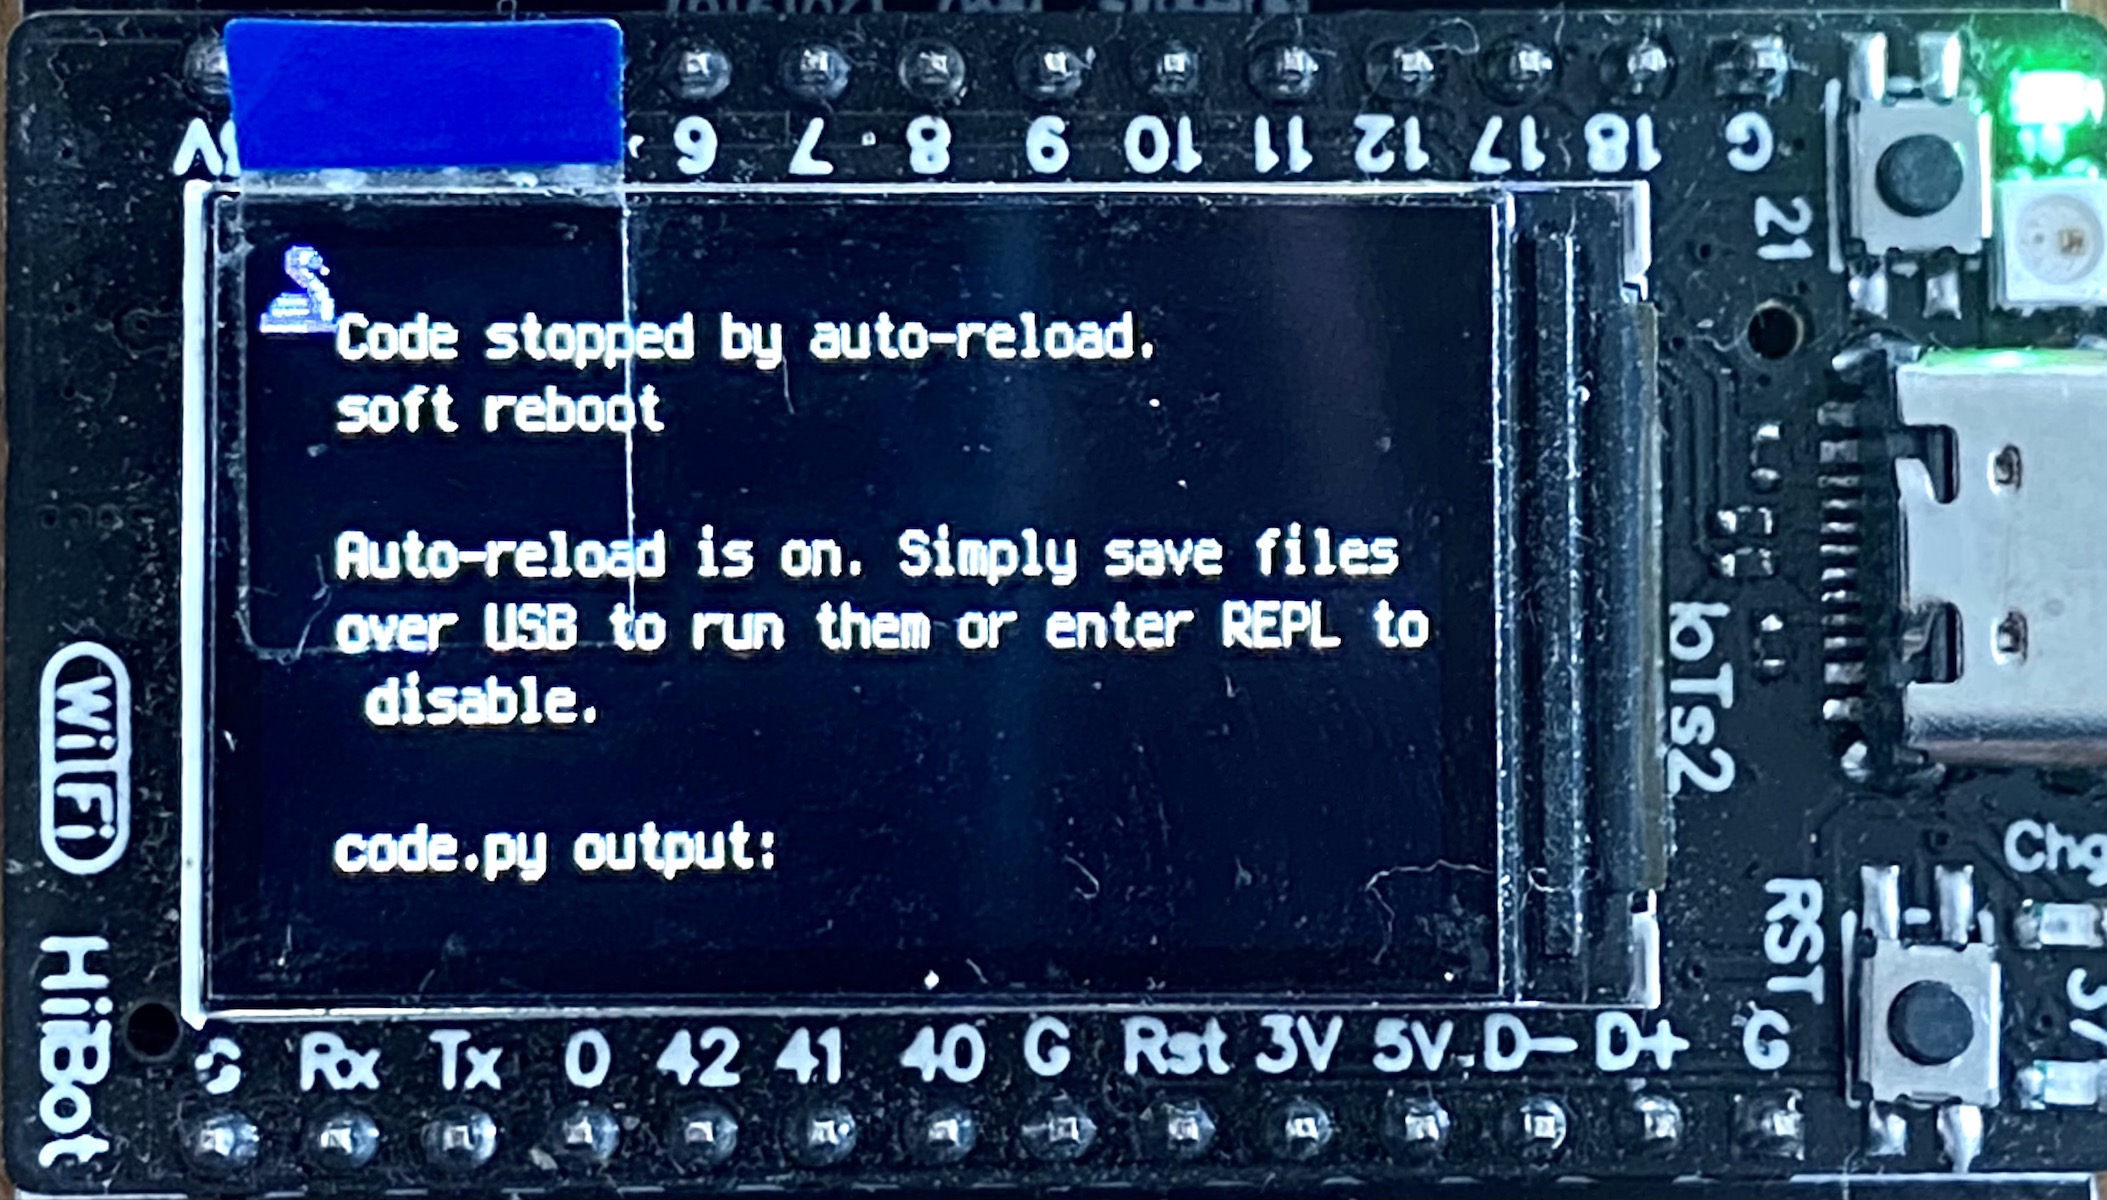 6 7 8 9 10 11 12 17 18 G
21
Code stopped by auto-reload.
soft reboot
Auto-reload is on. Simply save files
over USB to run them or enter REPL to
disable.
code.py output:
WiFi
HiiBot
IoTs2
RST
Rx Tx 0 42 41 40 G Rst 3V 5V D- D+ G